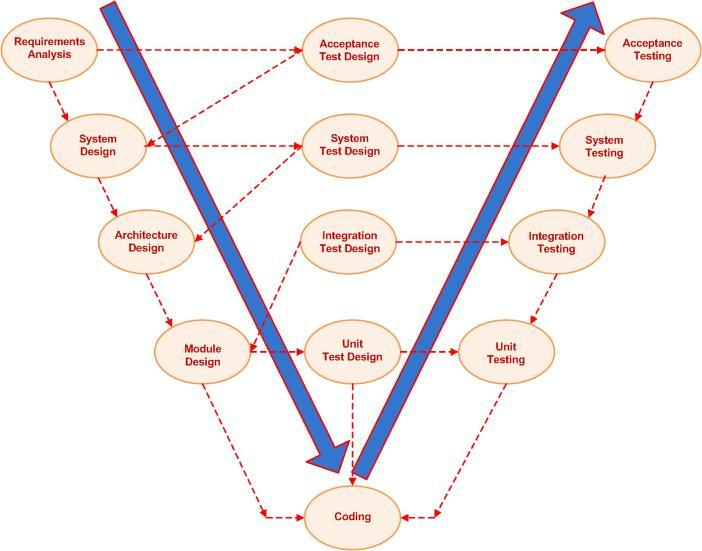 Requirements
Analysis
Acceptance
Test Design
Acceptance
Testing
System
Design
System
Test Design
System
Testing
Architecture
Design
Integration
Test Design
Integration
Testing
Module
Design
Unit
Test Design
Unit
Testing
Coding